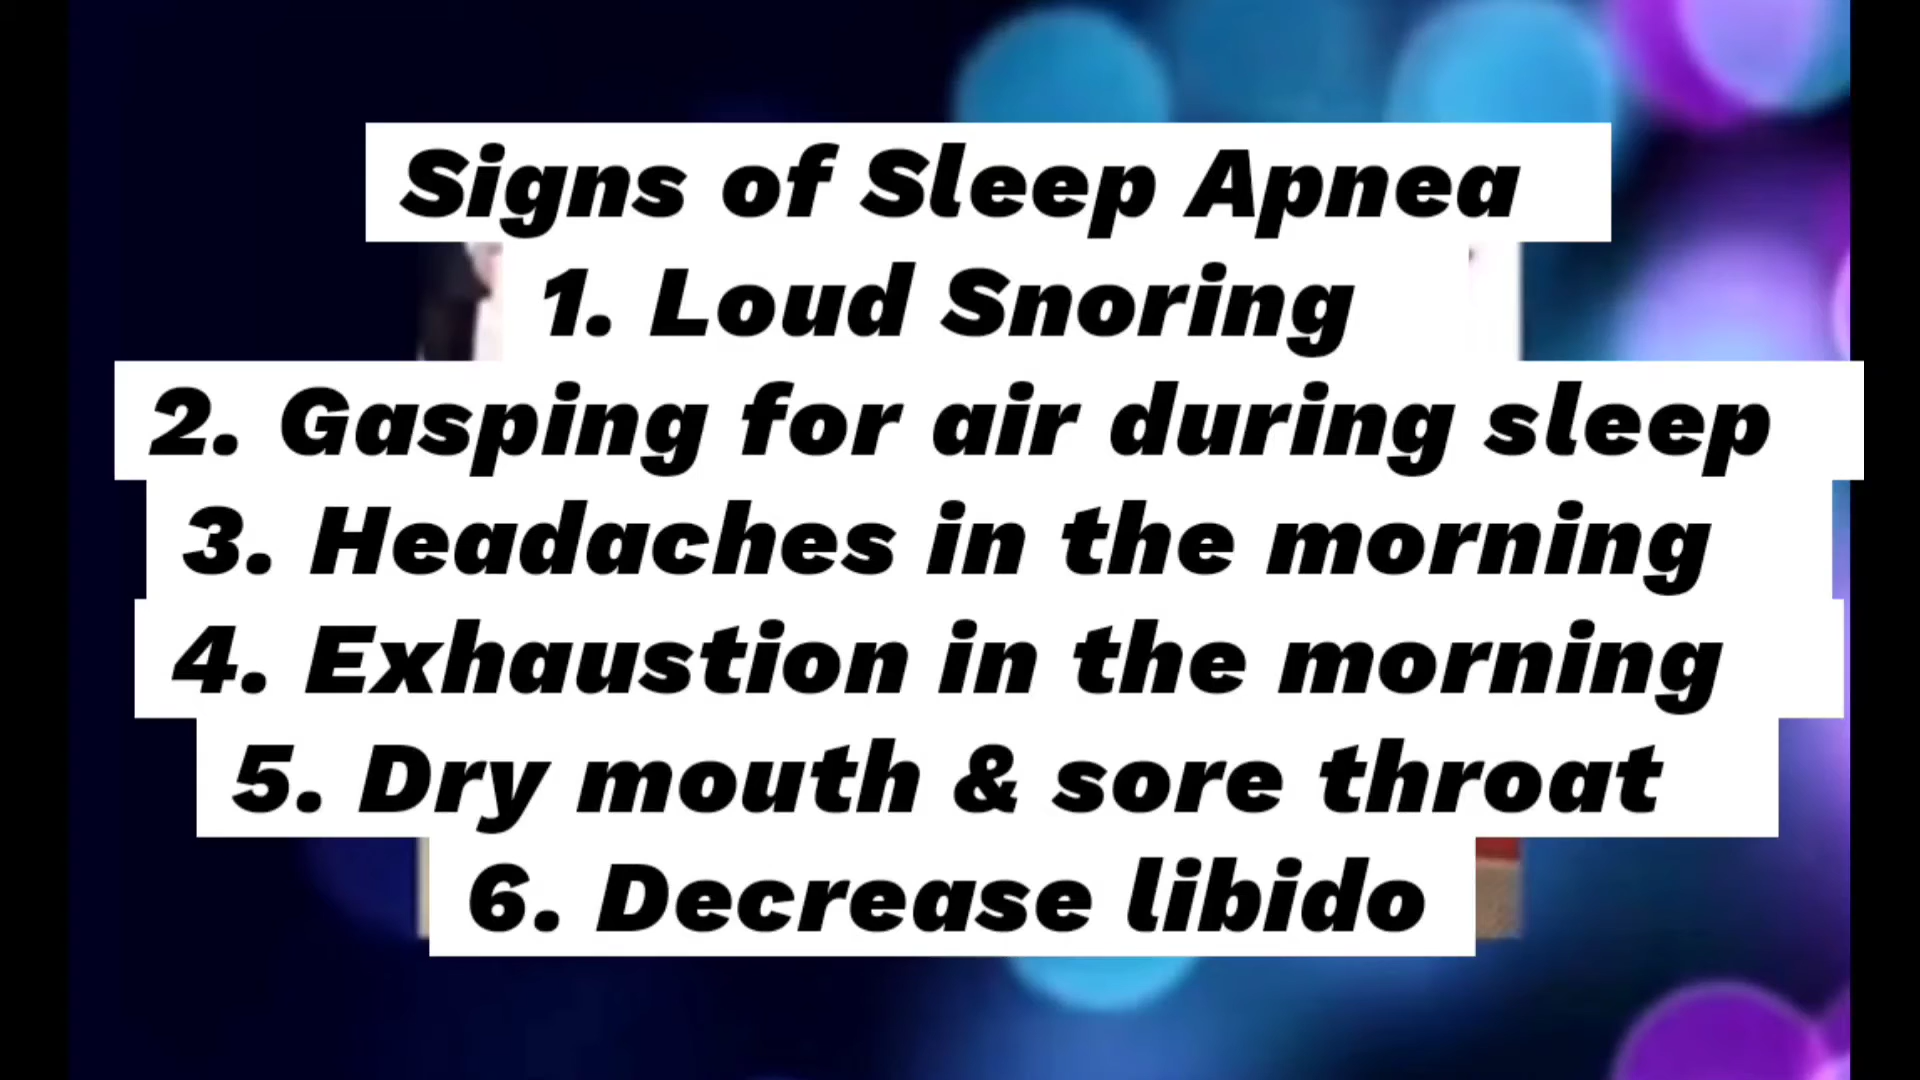 Signs of Sleep Apnea
1. Loud Snoring
2. Gasping for air during sleep
3. Headaches in the morning
4. Exhaustion in the morning
5. Dry mouth & sore throat
6. Decrease libido